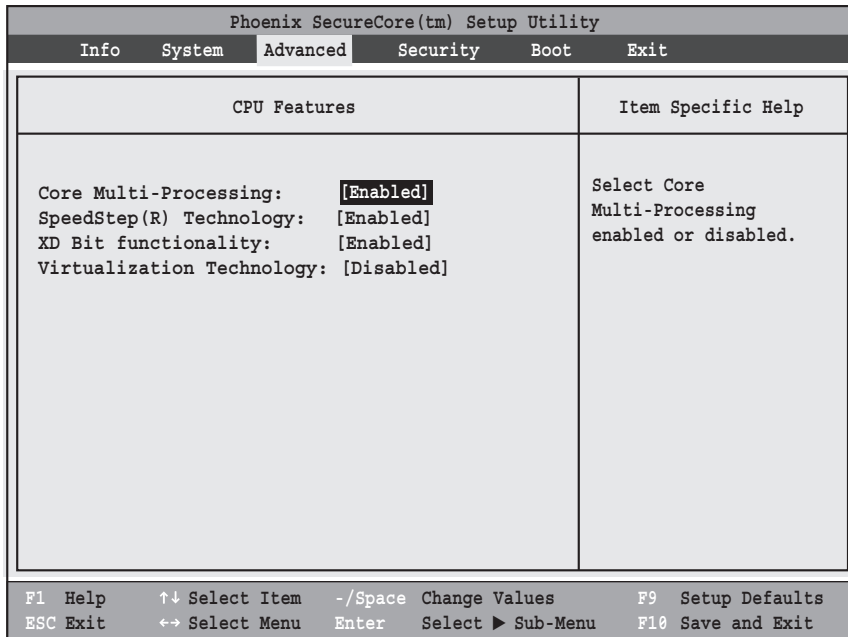 Phoenix SecureCore(tm) Setup Utility
Info System Advanced Security Boot Exit
CPU Features
Item Specific Help
Core Multi-Processing: [Enabled]
SpeedStep(R) Technology: [Enabled]
XD Bit functionality: [Enabled]
Virtualization Technology: [Disabled]
Select Core
Multi-Processing
enabled or disabled.
F1 Help ↑↓ Select Item -/Space Change Values F9 Setup Defaults
ESC Exit ←→ Select Menu Enter Select ▶ Sub-Menu F10 Save and Exit